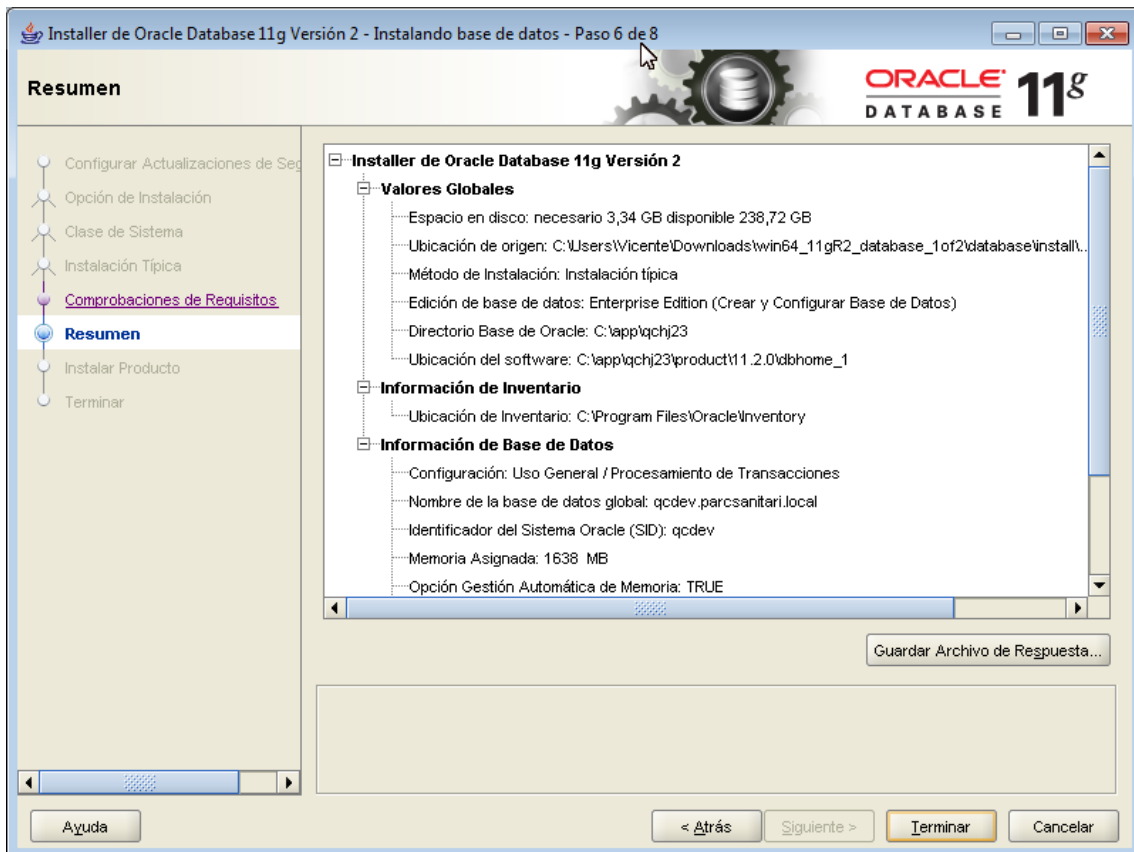 Installer de Oracle Database 11g Versión 2 - Instalando base de datos - Paso 6 de 8
Resumen
ORACLE
DATABASE
11g
Configurar Actualizaciones de Seg
Opción de Instalación
Clase de Sistema
Instalación Típica
Comprobaciones de Requisitos
Resumen
Instalar Producto
Terminar
Installer de Oracle Database 11g Versión 2
Valores Globales
Espacio en disco: necesario 3,34 GB disponible 238,72 GB
Ubicación de origen: C:\Users\Vicente\Downloads\win64_11gR2_database_1of2\database\install\..
Método de Instalación: Instalación típica
Edición de base de datos: Enterprise Edition (Crear y Configurar Base de Datos)
Directorio Base de Oracle: C:\app\qchj23
Ubicación del software: C:\app\qchj23\product\11.2.0\dbhome_1
Información de Inventario
Ubicación de Inventario: C:\Program Files\Oracle\Inventory
Información de Base de Datos
Configuración: Uso General / Procesamiento de Transacciones
Nombre de la base de datos global: qcdev.parcsanitari.local
Identificador del Sistema Oracle (SID): qcdev
Memoria Asignada: 1638 MB
Opción Gestión Automática de Memoria: TRUE
Guardar Archivo de Respuesta...
Ayuda
< Atrás
Siguiente >
Terminar
Cancelar